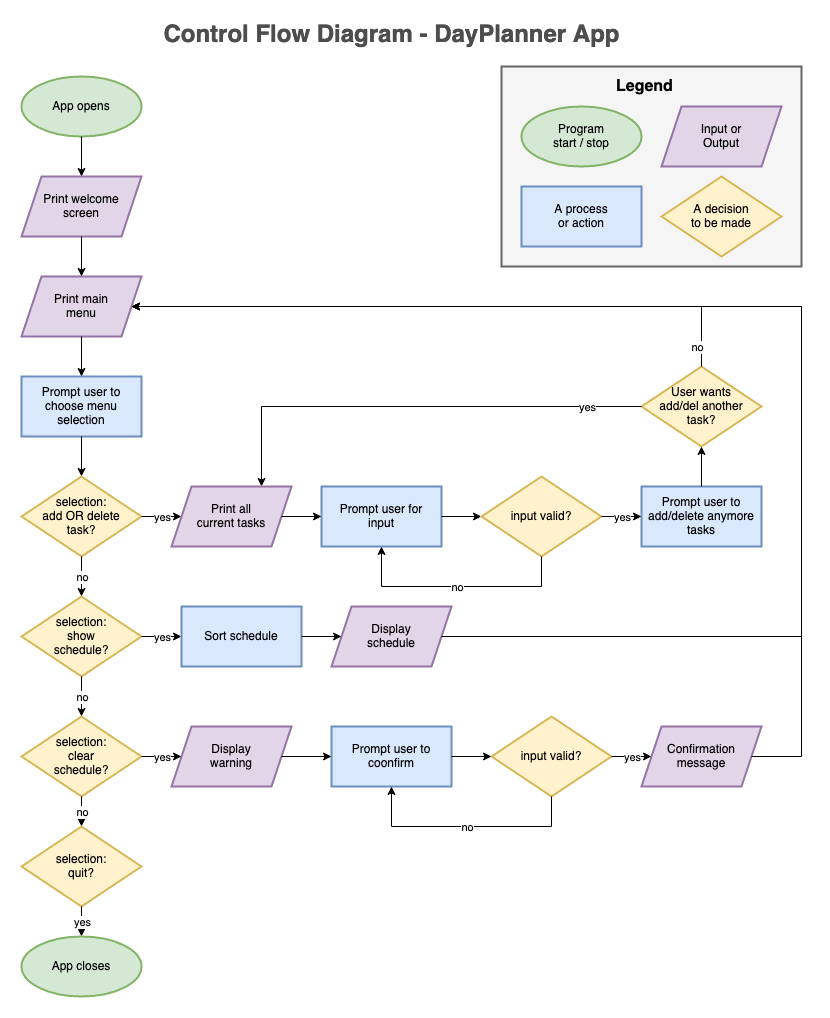 Control Flow Diagram - DayPlanner App
Legend
Program
start / stop
Input or
Output
A process
or action
A decision
to be made
App opens
Print welcome
screen
Print main
menu
Prompt user to
choose menu
selection
no
User wants
add/del another
task?
yes
selection:
add OR delete
task?
yes
Print all
current tasks
Prompt user for
input
input valid?
yes
Prompt user to
add/delete anymore
tasks
no
no
selection:
show
schedule?
yes
Sort schedule
Display
schedule
no
selection:
clear
schedule?
yes
Display
warning
Prompt user to
coonfirm
input valid?
yes
Confirmation
message
no
no
selection:
quit?
yes
App closes